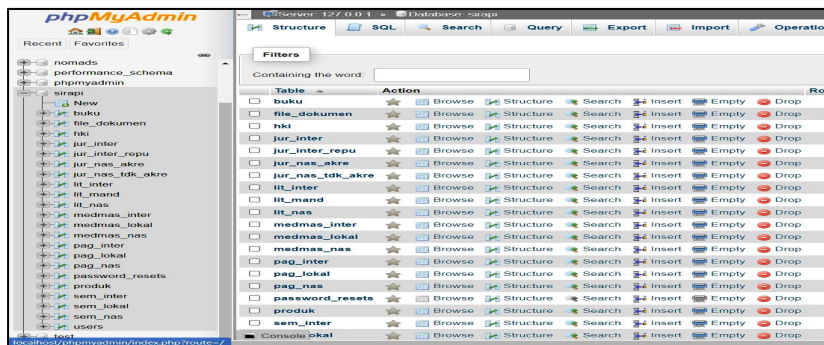 phpMyAdmin
Recent Favorites
nomads
performance_schema
phpmyadmin
sirapi
New
buku
file_dokumen
hki
jur_inter
jur_inter_repu
jur_nas_akre
jur_nas_tdk_akre
lit_inter
lit_mand
lit_nas
medmas_inter
medmas_lokal
medmas_nas
pag_inter
pag_lokal
pag_nas
password_resets
produk
sem_inter
sem_lokal
sem_nas
users
test
localhost/phpmyadmin/index.php?route=/
Server: 127.0.0.1 » Database: sirapi
Structure SQL Search Query Export Import Operatio
Filters
Containing the word:
Table Action Ro
buku Browse Structure Search Insert Empty Drop
file_dokumen Browse Structure Search Insert Empty Drop
hki Browse Structure Search Insert Empty Drop
jur_inter Browse Structure Search Insert Empty Drop
jur_inter_repu Browse Structure Search Insert Empty Drop
jur_nas_akre Browse Structure Search Insert Empty Drop
jur_nas_tdk_akre Browse Structure Search Insert Empty Drop
lit_inter Browse Structure Search Insert Empty Drop
lit_mand Browse Structure Search Insert Empty Drop
lit_nas Browse Structure Search Insert Empty Drop
medmas_inter Browse Structure Search Insert Empty Drop
medmas_lokal Browse Structure Search Insert Empty Drop
medmas_nas Browse Structure Search Insert Empty Drop
pag_inter Browse Structure Search Insert Empty Drop
pag_lokal Browse Structure Search Insert Empty Drop
pag_nas Browse Structure Search Insert Empty Drop
password_resets Browse Structure Search Insert Empty Drop
produk Browse Structure Search Insert Empty Drop
sem_inter Browse Structure Search Insert Empty Drop
Console okal Browse Structure Search Insert Empty Drop